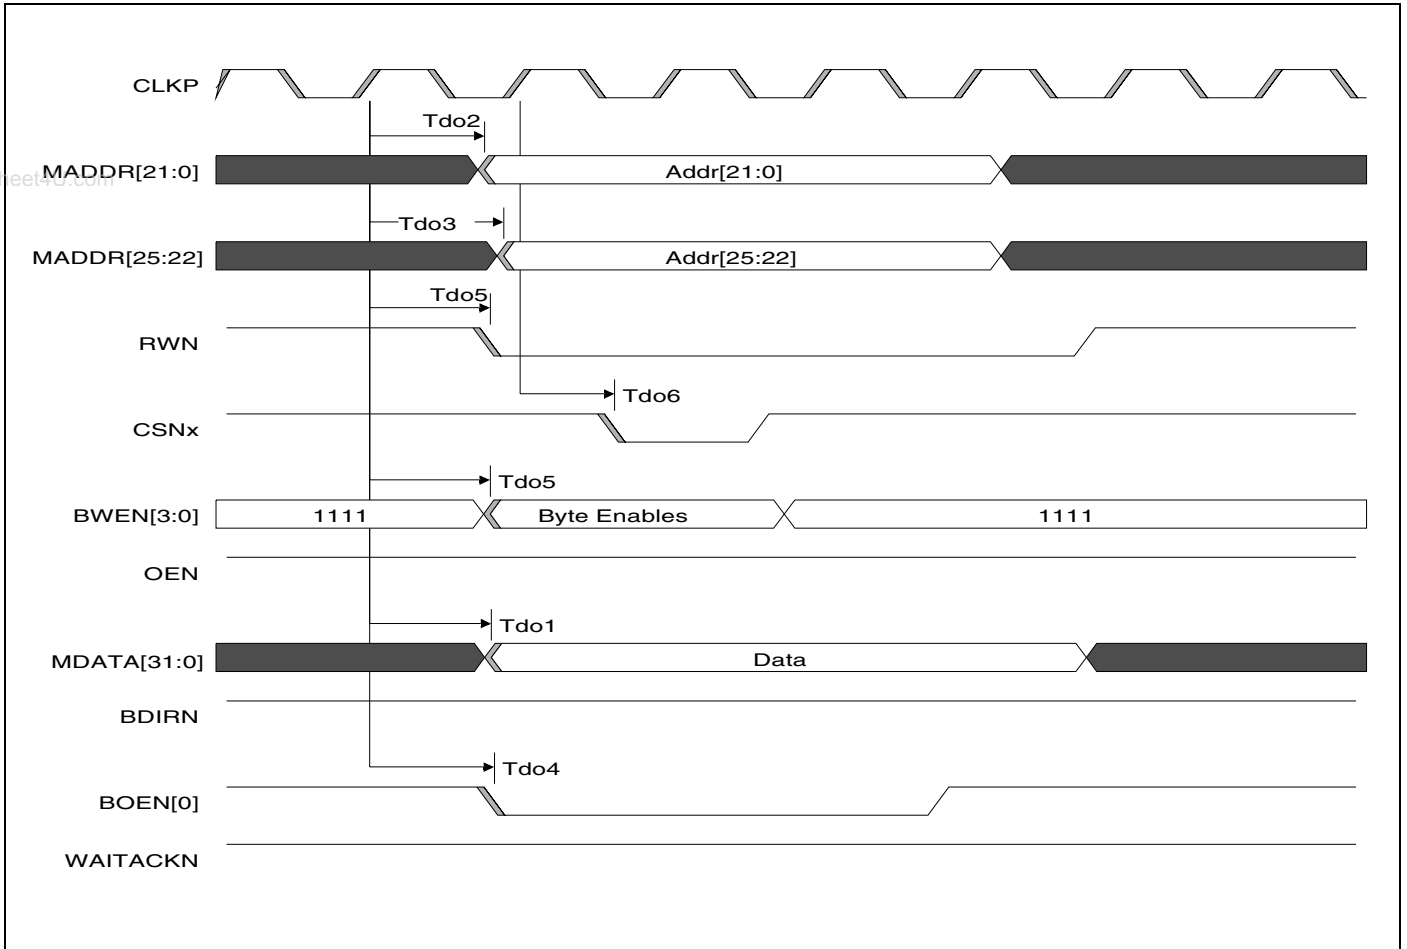 CLKP
Tdo2
MADDR[21:0] Addr[21:0]
heet4U.com
Tdo3
MADDR[25:22] Addr[25:22]
Tdo5
RWN
Tdo6
CSNx
Tdo5
BWEN[3:0] 1111 Byte Enables 1111
OEN
Tdo1
MDATA[31:0] Data
BDIRN
Tdo4
BOEN[0]
WAITACKN